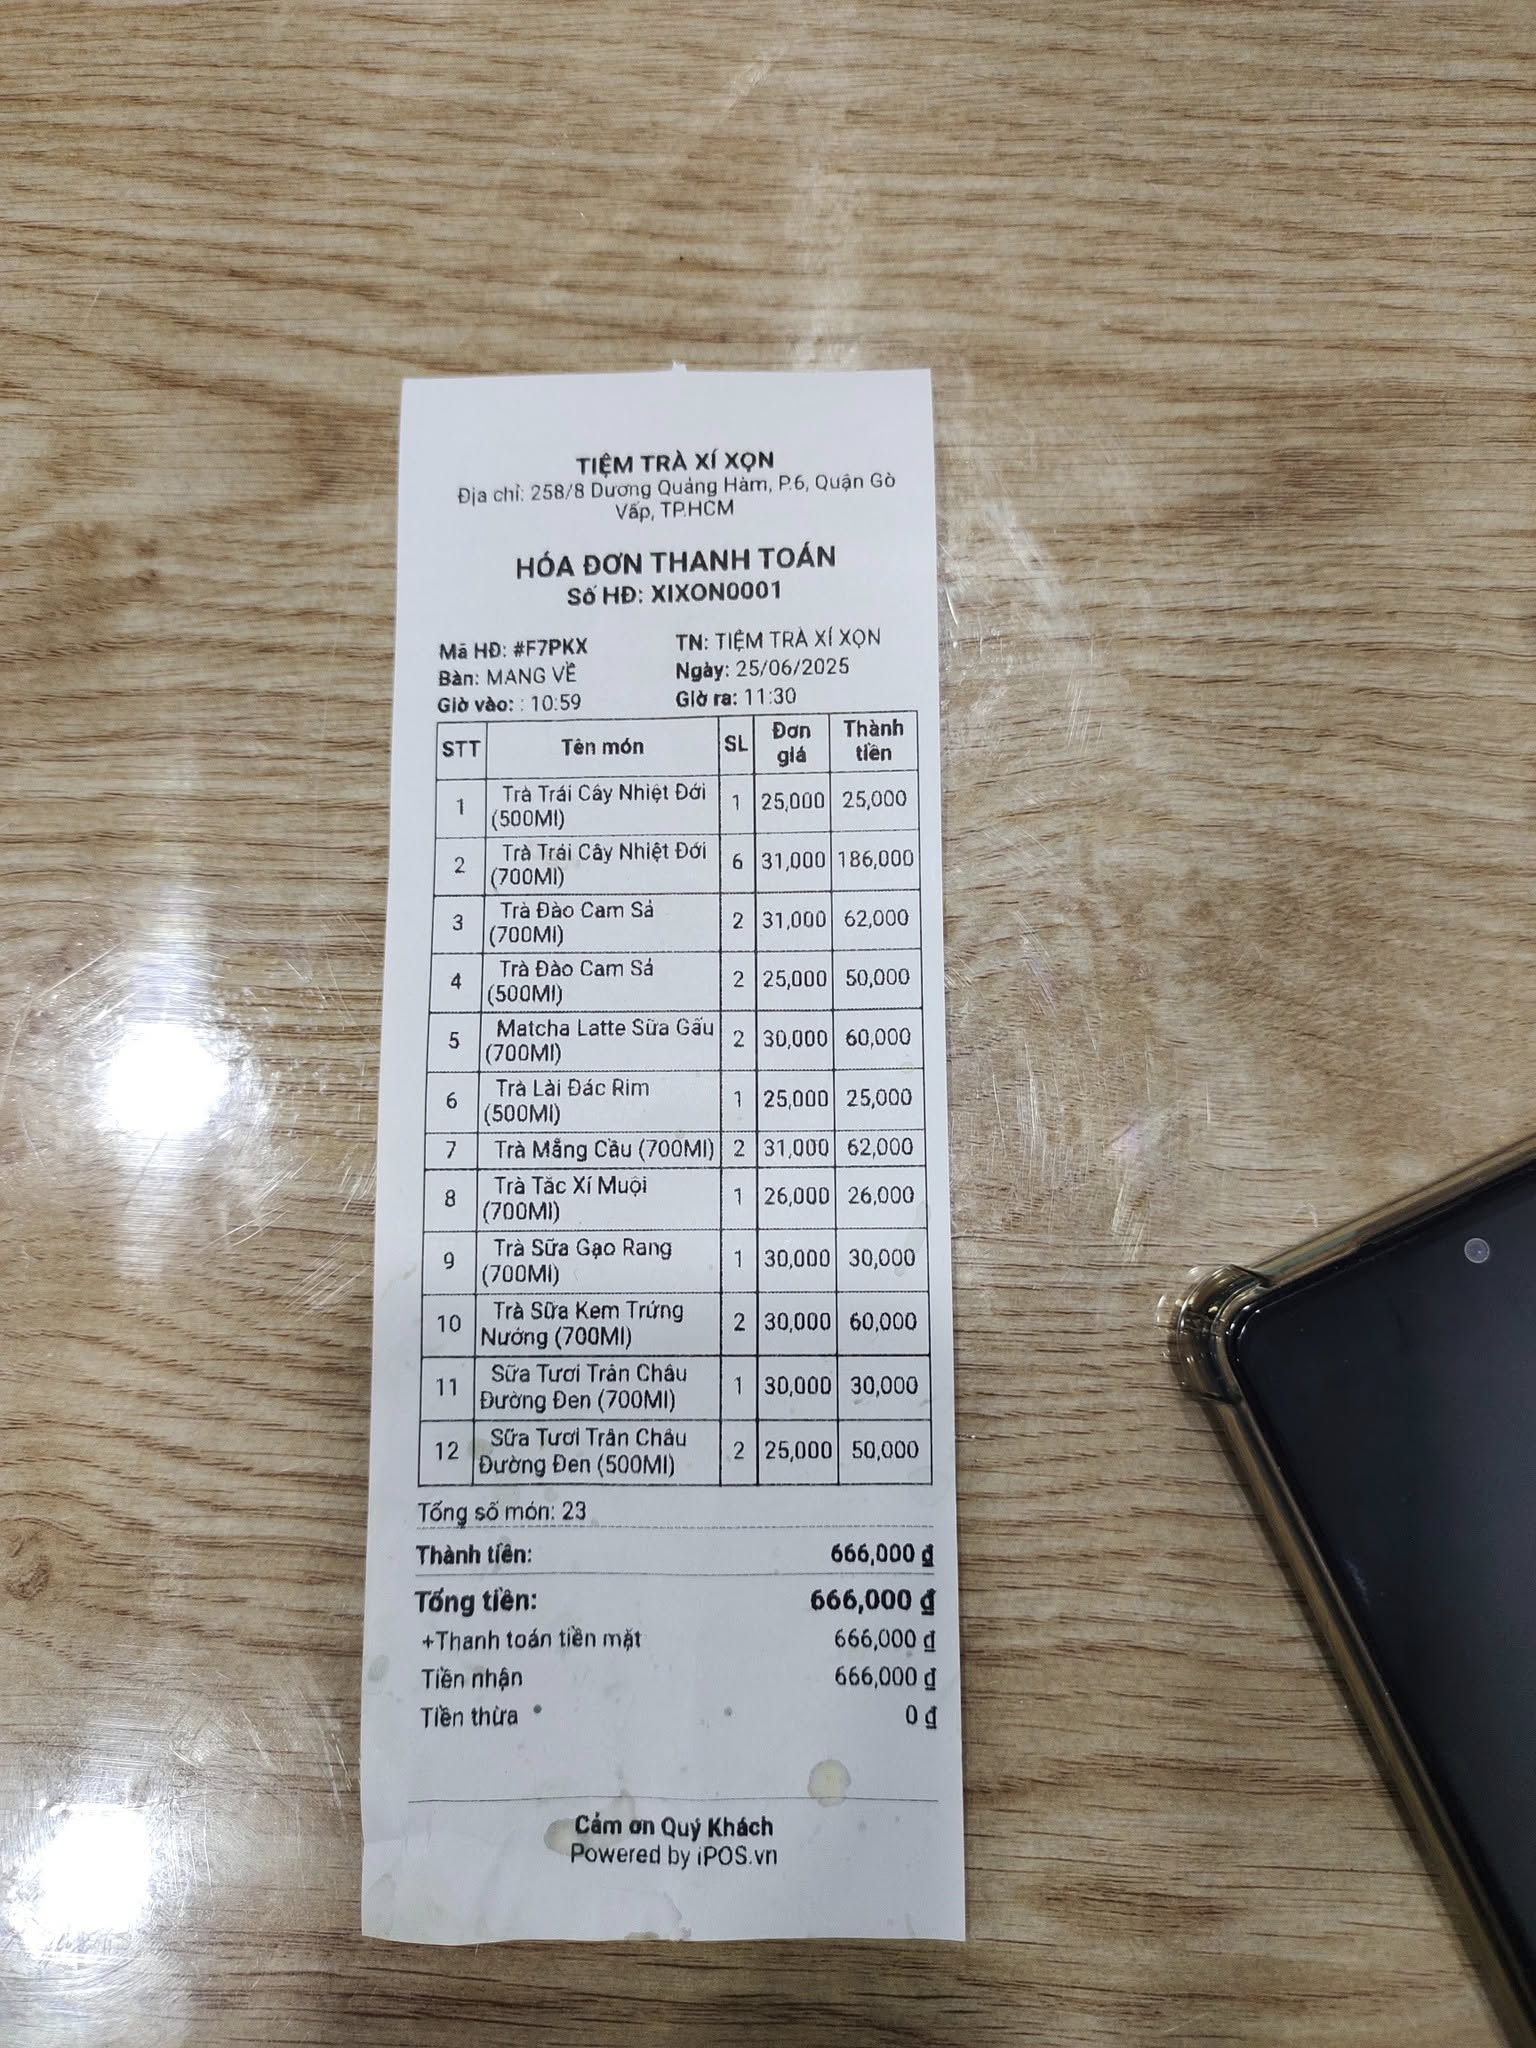 TIỆM TRÀ XÍ XỌN
Địa chỉ: 258/8 Dương Quảng Hàm, P.6, Quận Gò
Vấp, TP.HCM
HÓA ĐƠN THANH TOÁN
Số HĐ: XIXON0001
Mã HĐ: #F7PKX TN: TIỆM TRÀ XÍ XỌN
Bàn: MANG VỀ Ngày: 25/06/2025
Giờ vào: : 10:59 Giờ ra: 11:30
STT Tên món SL Đơn giá Thành tiền
1 Trà Trái Cây Nhiệt Đới (500Ml) 1 25,000 25,000
2 Trà Trái Cây Nhiệt Đới (700Ml) 6 31,000 186,000
3 Trà Đào Cam Sả (700Ml) 2 31,000 62,000
4 Trà Đào Cam Sả (500Ml) 2 25,000 50,000
5 Matcha Latte Sữa Gấu (700Ml) 2 30,000 60,000
6 Trà Lài Đác Rim (500Ml) 1 25,000 25,000
7 Trà Mãng Cầu (700Ml) 2 31,000 62,000
8 Trà Tắc Xí Muội (700Ml) 1 26,000 26,000
9 Trà Sữa Gạo Rang (700Ml) 1 30,000 30,000
10 Trà Sữa Kem Trứng Nướng (700Ml) 2 30,000 60,000
11 Sữa Tươi Trân Châu Đường Đen (700Ml) 1 30,000 30,000
12 Sữa Tươi Trân Châu Đường Đen (500Ml) 2 25,000 50,000
Tổng số món: 23
Thành tiền: 666,000 ₫
Tổng tiền: 666,000 ₫
+Thanh toán tiền mặt 666,000 ₫
Tiền nhận 666,000 ₫
Tiền thừa 0 ₫
Cảm ơn Quý Khách
Powered by iPOS.vn